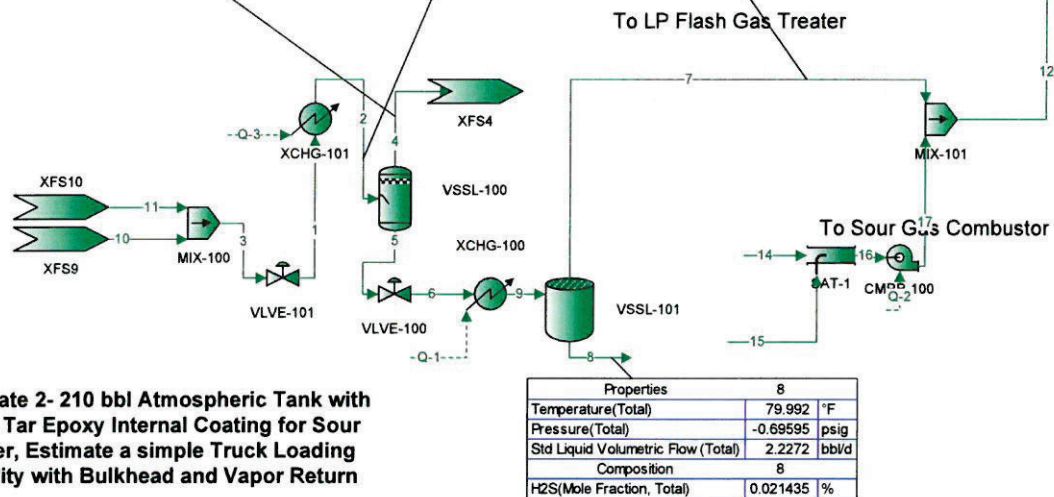 To LP Flash Gas Treater
7
12
2
Q-3
XCHG-101
4
XFS4
MIX-101
XFS10
11
XFS9
10
MIX-100
3
VLVE-101
1
VSSL-100
5
XCHG-100
VLVE-100
6
9
Q-1
VSSL-101
8
To Sour Gas Combustor
17
14
16
SAT-1
15
Q-2
ate 2- 210 bbl Atmospheric Tank with
Tar Epoxy Internal Coating for Sour
er, Estimate a simple Truck Loading
ity with Bulkhead and Vapor Return
Properties 8
Temperature(Total) 79.992 °F
Pressure(Total) -0.69595 psig
Std Liquid Volumetric Flow (Total) 2.2272 bbl/d
Composition 8
H2S(Mole Fraction, Total) 0.021435 %